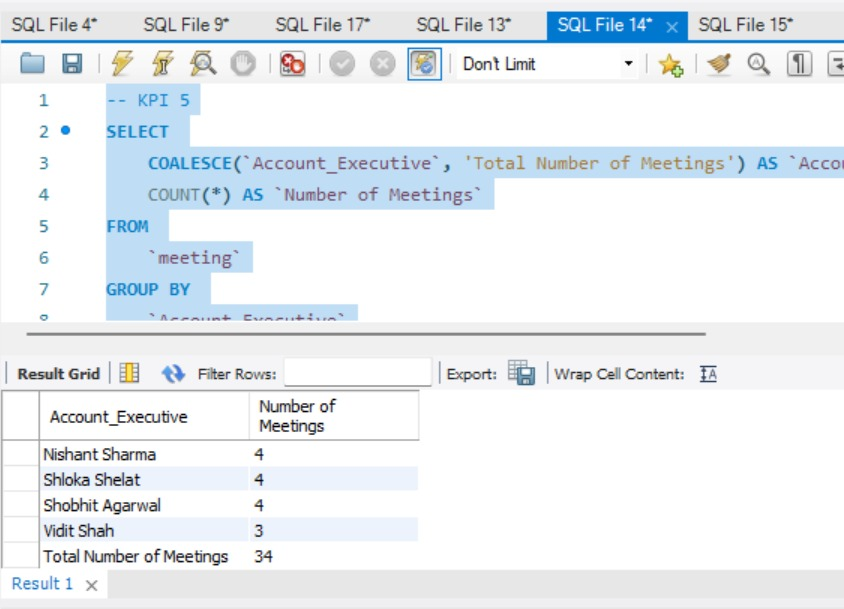 SQL File 4* SQL File 9* SQL File 17* SQL File 13* SQL File 14* × SQL File 15*
Don't Limit
1 -- KPI 5
2 SELECT
3 COALESCE(`Account_Executive`, 'Total Number of Meetings') AS `Accou
4 COUNT(*) AS `Number of Meetings`
5 FROM
6 `meeting`
7 GROUP BY
8 `Account_Executive`
Result Grid Filter Rows: Export: Wrap Cell Content: IA
Account_Executive Number of
Meetings
Nishant Sharma 4
Shloka Shelat 4
Shobhit Agarwal 4
Vidit Shah 3
Total Number of Meetings 34
Result 1 ×